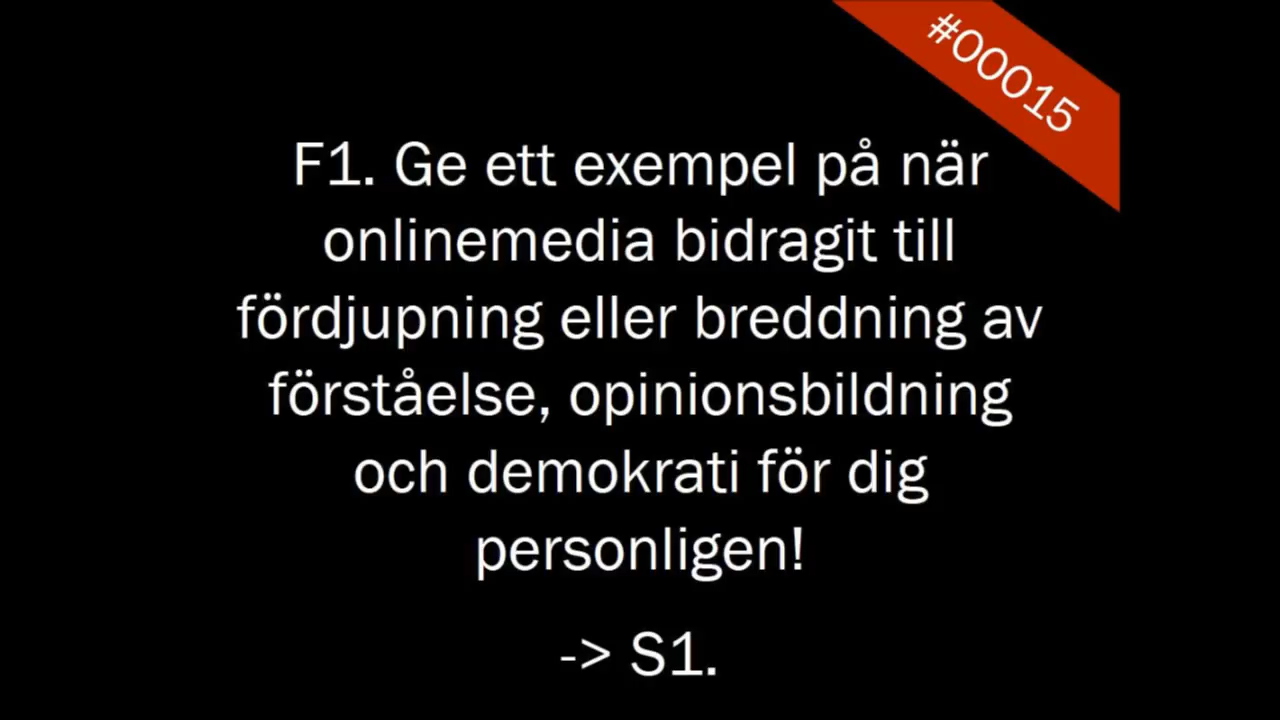 #00015
F1. Ge ett exempel på när
onlinemedia bidragit till
fördjupning eller breddning av
förståelse, opinionsbildning
och demokrati för dig
personligen!
-> S1.